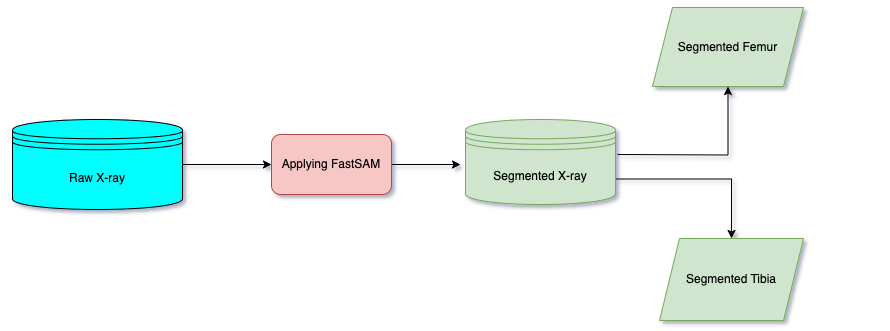 Segmented Femur
Raw X-ray
Applying FastSAM
Segmented X-ray
Segmented Tibia